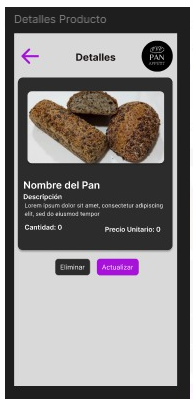 Detalles Producto
Detalles
PAN
Nombre del Pan
Descripción
Lorem ipsum dolor sit amet, consectetur adipiscing
elit, sed do eiusmod tempor
Cantidad: 0
Precio Unitario: 0
Eliminar
Actualizar